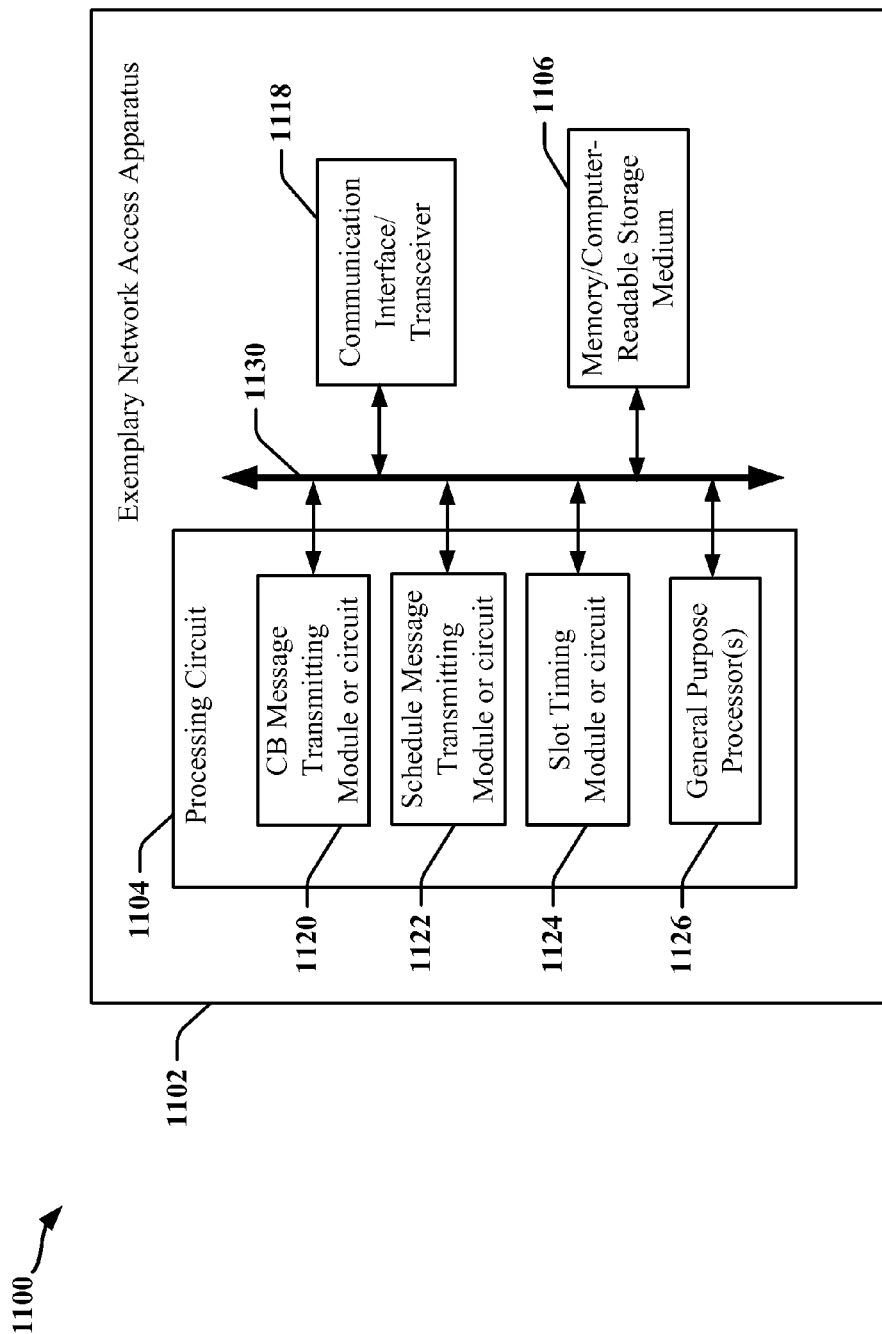 1100
1102
Exemplary Network Access Apparatus
1104
Processing Circuit
1120
CB Message
Transmitting
Module or circuit
1122
Schedule Message
Transmitting
Module or circuit
1124
Slot Timing
Module or circuit
1126
General Purpose
Processor(s)
1130
1118
Communication
Interface/
Transceiver
1106
Memory/Computer-
Readable Storage
Medium